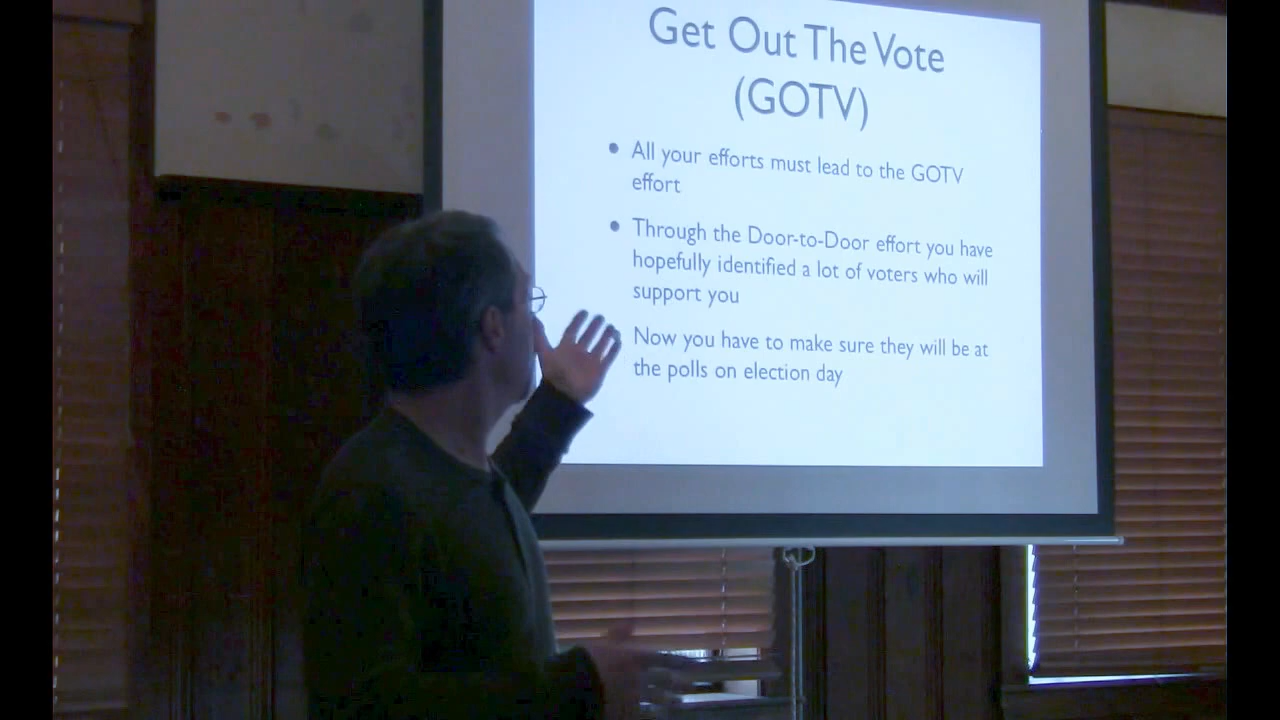 Get Out The Vote
(GOTV)
• All your efforts must lead to the GOTV
effort
• Through the Door-to-Door effort you have
hopefully identified a lot of voters who will
support you
Now you have to make sure they will be at
the polls on election day